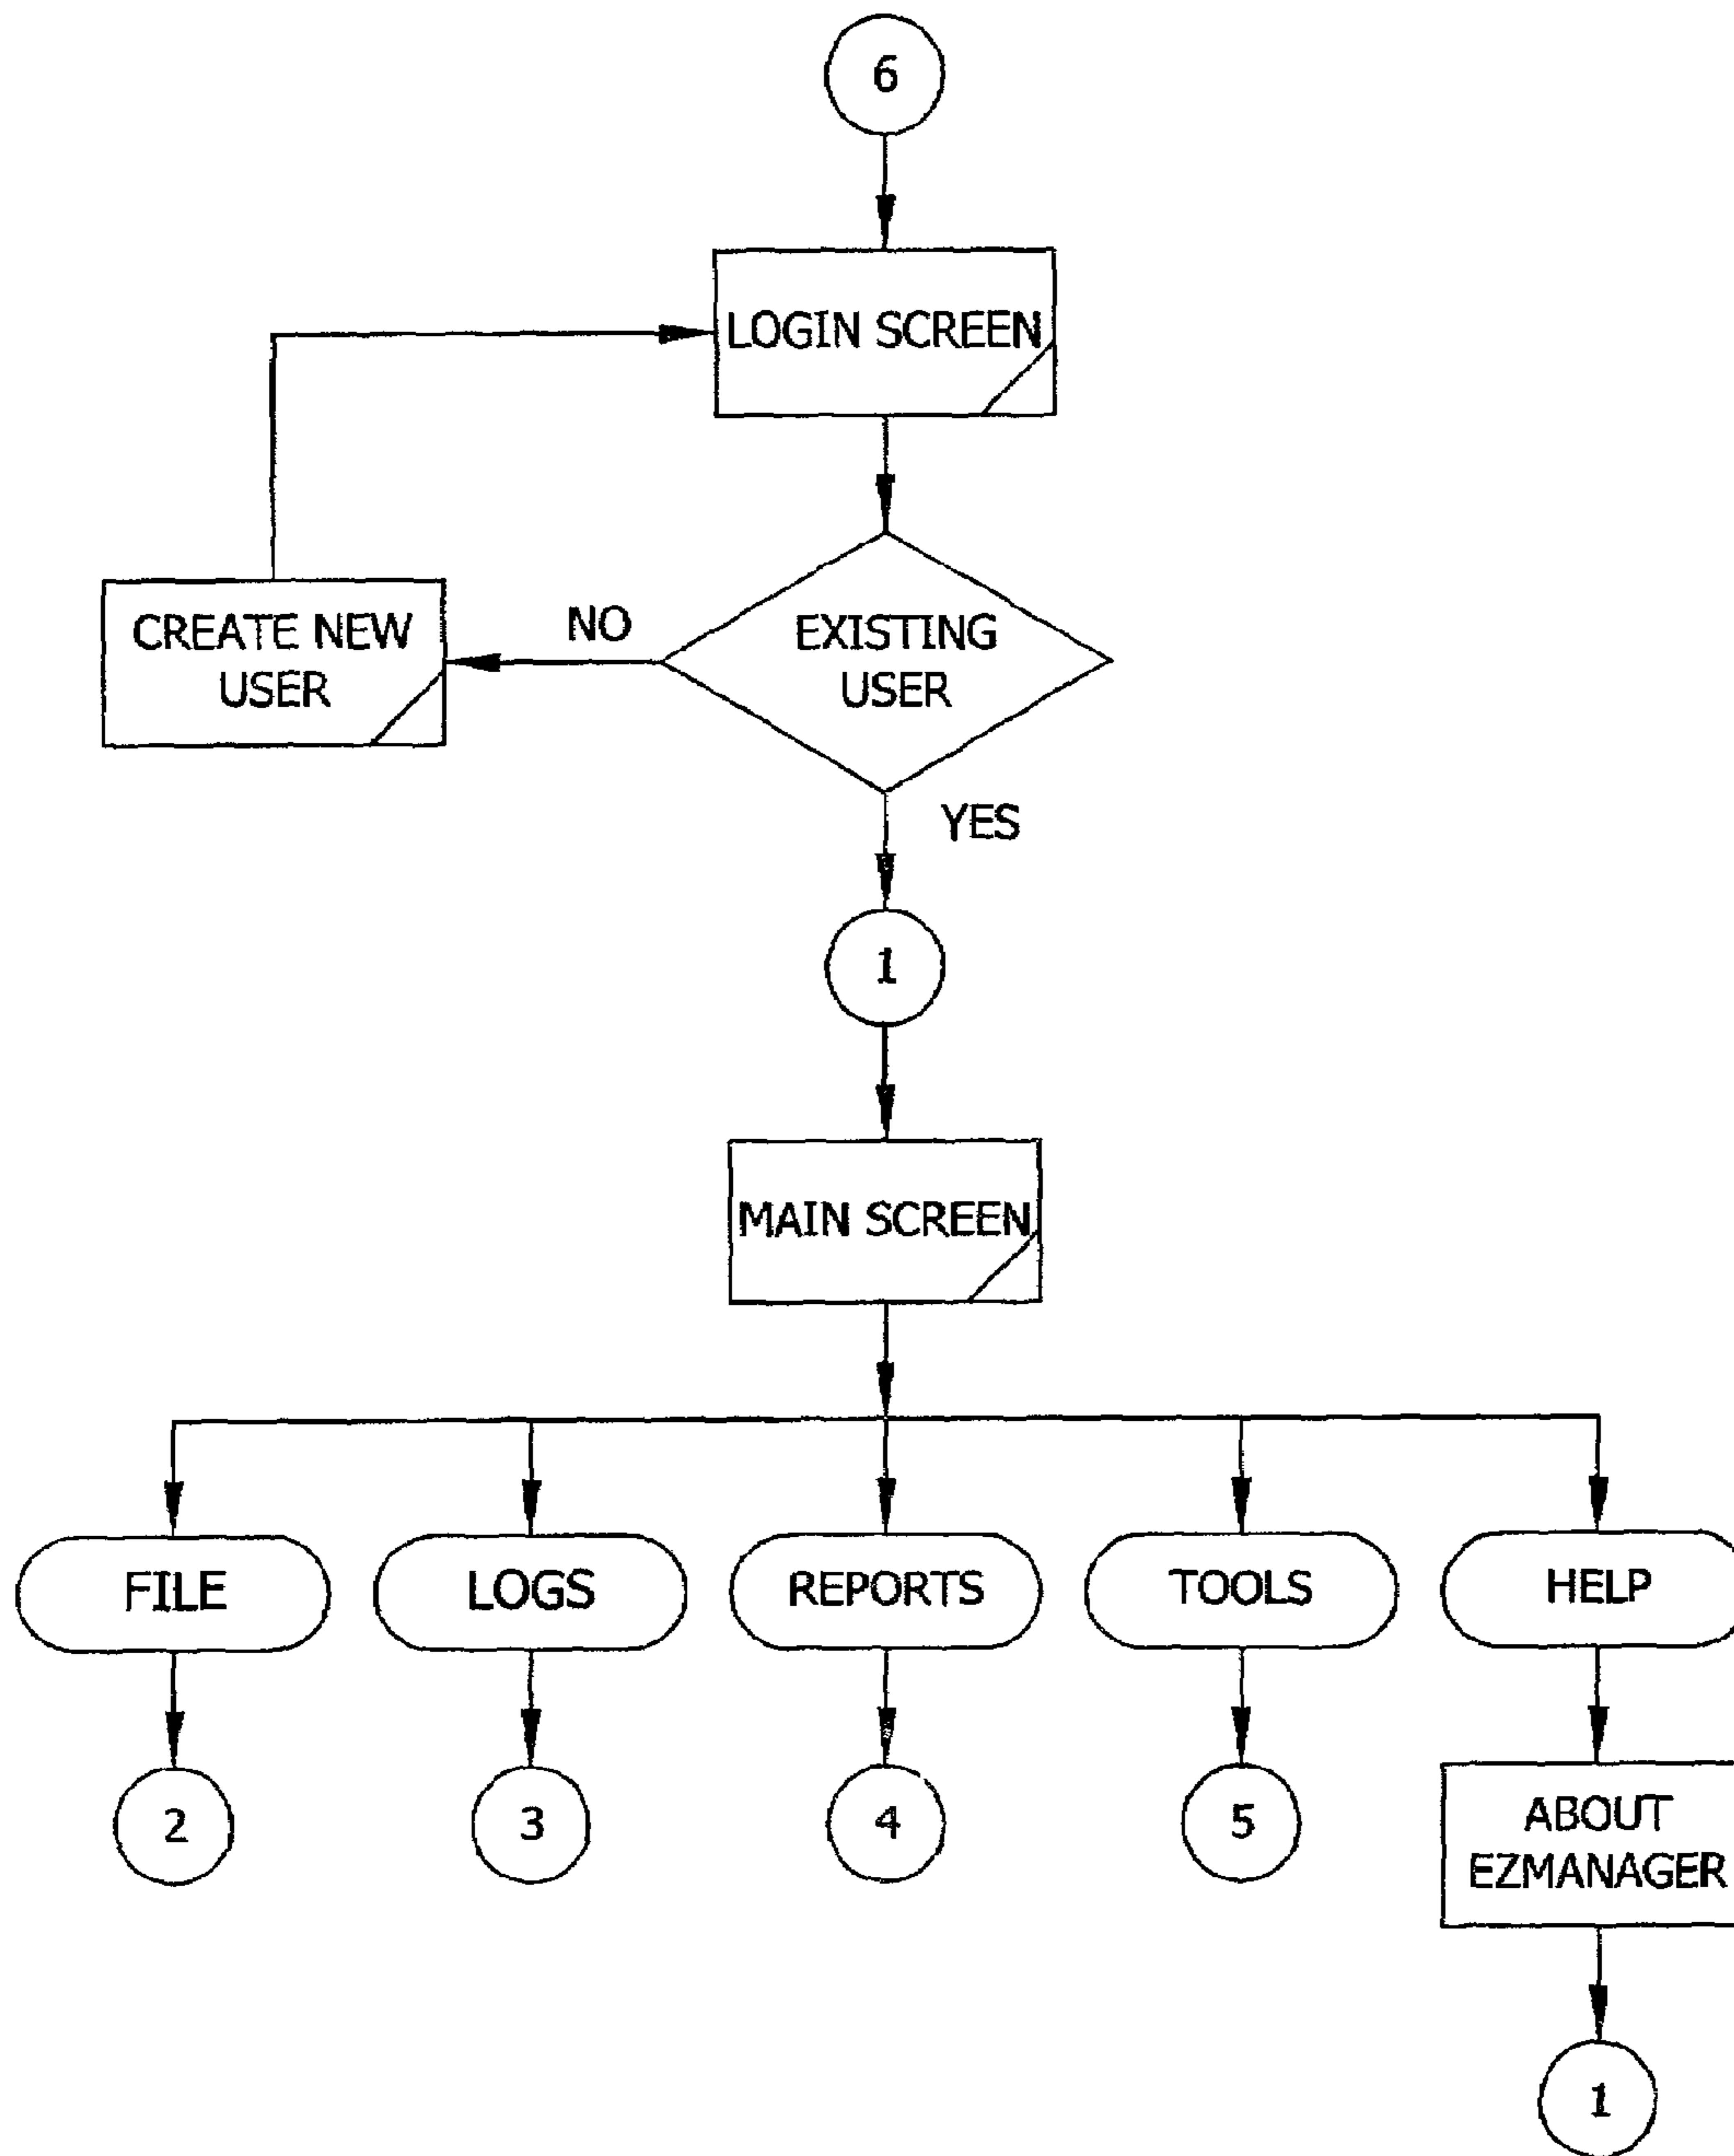 6
LOGIN SCREEN
CREATE NEW
USER
NO
EXISTING
USER
YES
1
MAIN SCREEN
FILE
LOGS
REPORTS
TOOLS
HELP
2
3
4
5
ABOUT
EZMANAGER
1